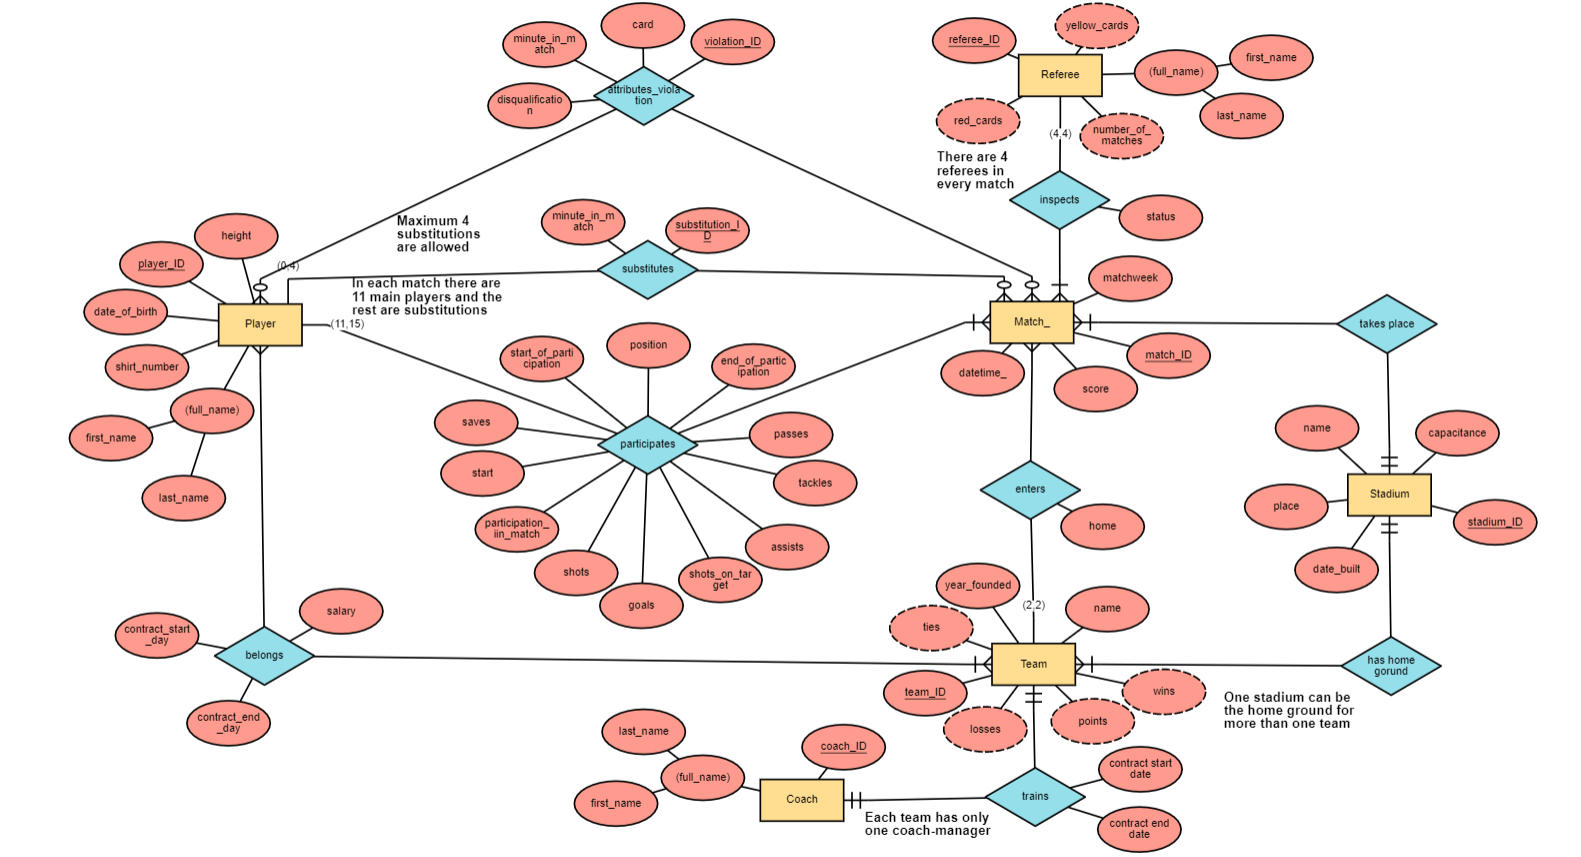 card
minute_in_m
atch
violation_ID
disqualificatio
n
attributes_viola
tion
yellow_cards
referee_ID
Referee
(full_name)
first_name
last_name
red_cards
(4,4)
number_of_
matches
There are 4
referees in
every match
inspects
status
Maximum 4
substitutions
are allowed
minute_in_m
atch
substitution_I
D
substitutes
height
player_ID
(0,4)
date_of_birth
Player
shirt_number
(full_name)
first_name
last_name
In each match there are
11 main players and the
rest are substitutions
(11,15)
matchweek
Match_
match_ID
datetime_
score
takes place
start_of_parti
cipation
position
end_of_partic
ipation
saves
passes
participates
start
tackles
participation_
iin_match
assists
shots
shots_on_tar
get
goals
name
capacitance
Stadium
place
stadium_ID
date_built
enters
home
year_founded
(2,2)
name
ties
Team
team_ID
wins
losses
points
has home
gorund
One stadium can be
the home ground for
more than one team
salary
contract_start
_day
belongs
contract_end
_day
last_name
coach_ID
(full_name)
first_name
Coach
Each team has only
one coach-manager
trains
contract start
date
contract end
date